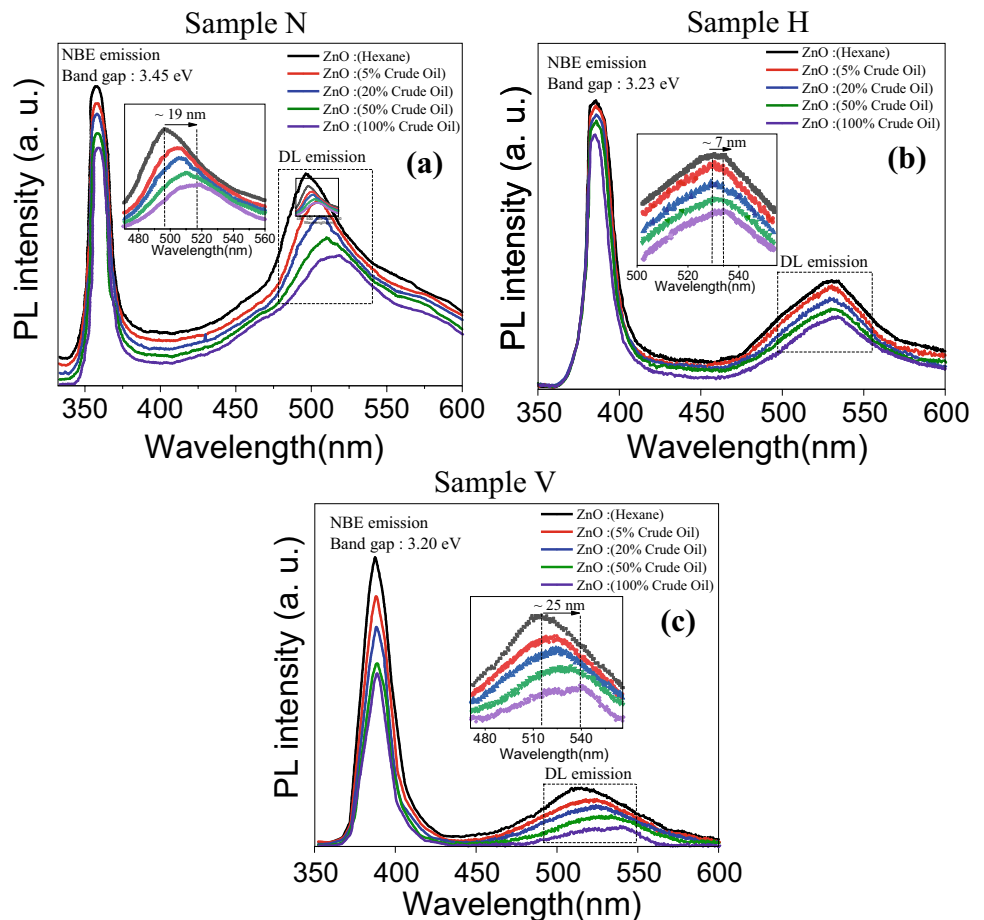 Sample N
NBE emission
Band gap : 3.45 eV
ZnO :(Hexane)
ZnO :(5% Crude Oil)
ZnO :(20% Crude Oil)
ZnO :(50% Crude Oil)
ZnO :(100% Crude Oil)
(a)
~ 19 nm
480 500 520 540 560
Wavelength(nm)
DL emission
PL intensity (a. u.)
350 400 450 500 550 600
Wavelength(nm)
Sample H
NBE emission
Band gap : 3.23 eV
ZnO :(Hexane)
ZnO :(5% Crude Oil)
ZnO :(20% Crude Oil)
ZnO :(50% Crude Oil)
ZnO :(100% Crude Oil)
(b)
~ 7 nm
500 520 540
Wavelength(nm)
DL emission
PL intensity (a. u.)
350 400 450 500 550 600
Wavelength(nm)
Sample V
NBE emission
Band gap : 3.20 eV
ZnO :(Hexane)
ZnO :(5% Crude Oil)
ZnO :(20% Crude Oil)
ZnO :(50% Crude Oil)
ZnO :(100% Crude Oil)
(c)
~ 25 nm
480 510 540
Wavelength(nm)
DL emission
PL intensity (a. u.)
350 400 450 500 550 600
Wavelength(nm)